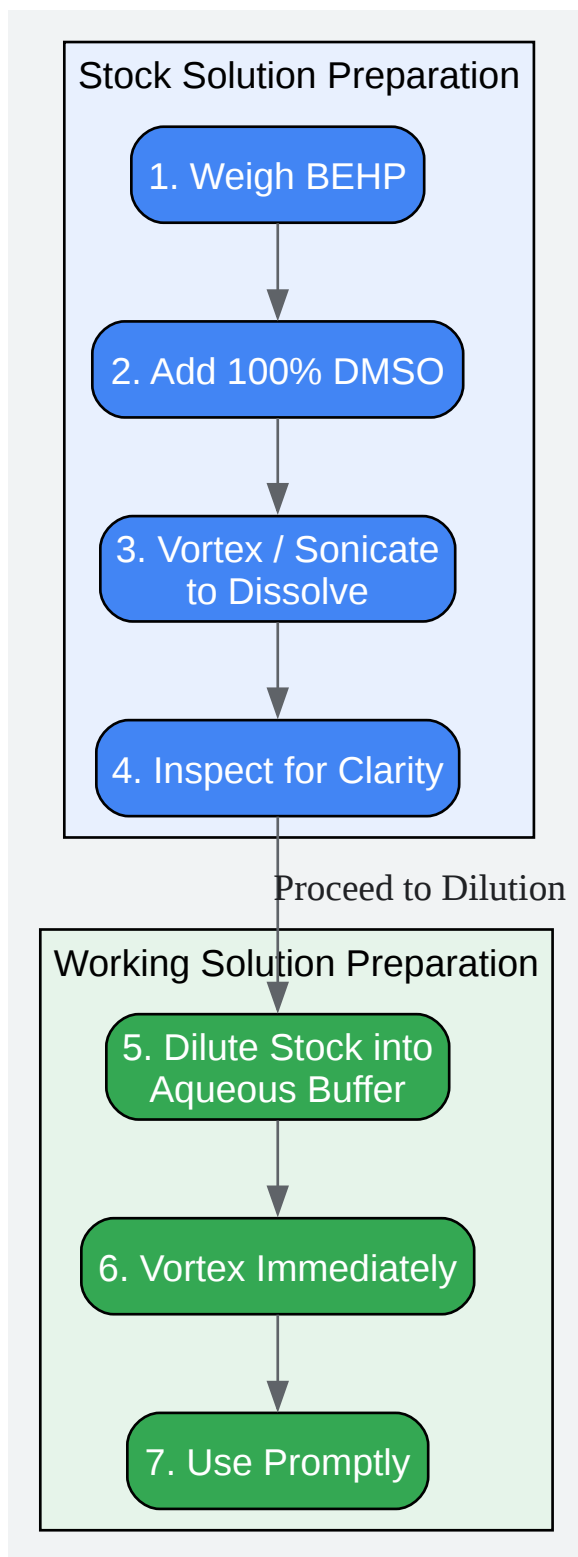 Stock Solution Preparation
1. Weigh BEHP
2. Add 100% DMSO
3. Vortex / Sonicate
to Dissolve
4. Inspect for Clarity
Proceed to Dilution
Working Solution Preparation
5. Dilute Stock into
Aqueous Buffer
6. Vortex Immediately
7. Use Promptly